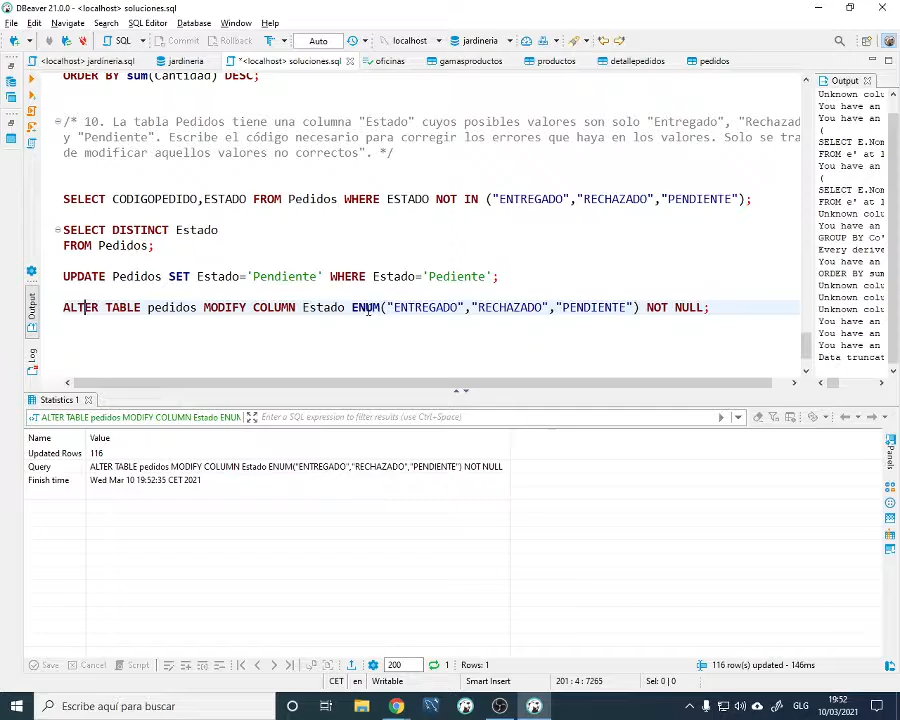 DBeaver 21.0.0 - <localhost> soluciones.sql
File Edit Navigate Search SQL Editor Database Window Help
SQL Commit Rollback Auto localhost jardineria
<localhost> jardineria.sql jardineria *<localhost> soluciones.sql oficinas gamasproductos productos detallepedidos pedidos
ORDER BY sum(Cantidad) DESC;
/* 10. La tabla Pedidos tiene una columna "Estado" cuyos posibles valores son solo "Entregado", "Rechazad
y "Pendiente". Escribe el código necesario para corregir los errores que haya en los valores. Solo se tra
de modificar aquellos valores no correctos". */
SELECT CODIGOPEDIDO,ESTADO FROM Pedidos WHERE ESTADO NOT IN ("ENTREGADO","RECHAZADO","PENDIENTE");
SELECT DISTINCT Estado
FROM Pedidos;
UPDATE Pedidos SET Estado='Pendiente' WHERE Estado='Pediente';
ALTER TABLE pedidos MODIFY COLUMN Estado ENUM("ENTREGADO","RECHAZADO","PENDIENTE") NOT NULL;
Output
Log
Output
Unknown colu
You have an
(
SELECT E.Nom
FROM e' at l
You have an
(
SELECT E.Nom
FROM e' at l
You have an
Unknown colu
GROUP BY Co'
Every derive
You have an
ORDER BY sum
Unknown colu
Unknown colu
You have an
You have an
You have an
Data truncat
Statistics 1
ALTER TABLE pedidos MODIFY COLUMN Estado ENUM Enter a SQL expression to filter results (use Ctrl+Space)
Name Value
Updated Rows 116
Query ALTER TABLE pedidos MODIFY COLUMN Estado ENUM("ENTREGADO","RECHAZADO","PENDIENTE") NOT NULL
Finish time Wed Mar 10 19:52:35 CET 2021
Panels
Save Cancel Script 200 1 Rows: 1 116 row(s) updated - 146ms
CET en Writable Smart Insert 201 : 4 : 7265 Sel: 0 | 0
Escribe aquí para buscar
GLG
19:52
10/03/2021